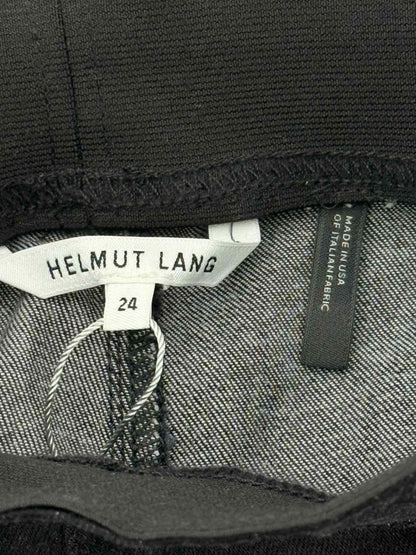 HELMUT LANG
24
MADE IN USA
OF ITALIAN FABRIC